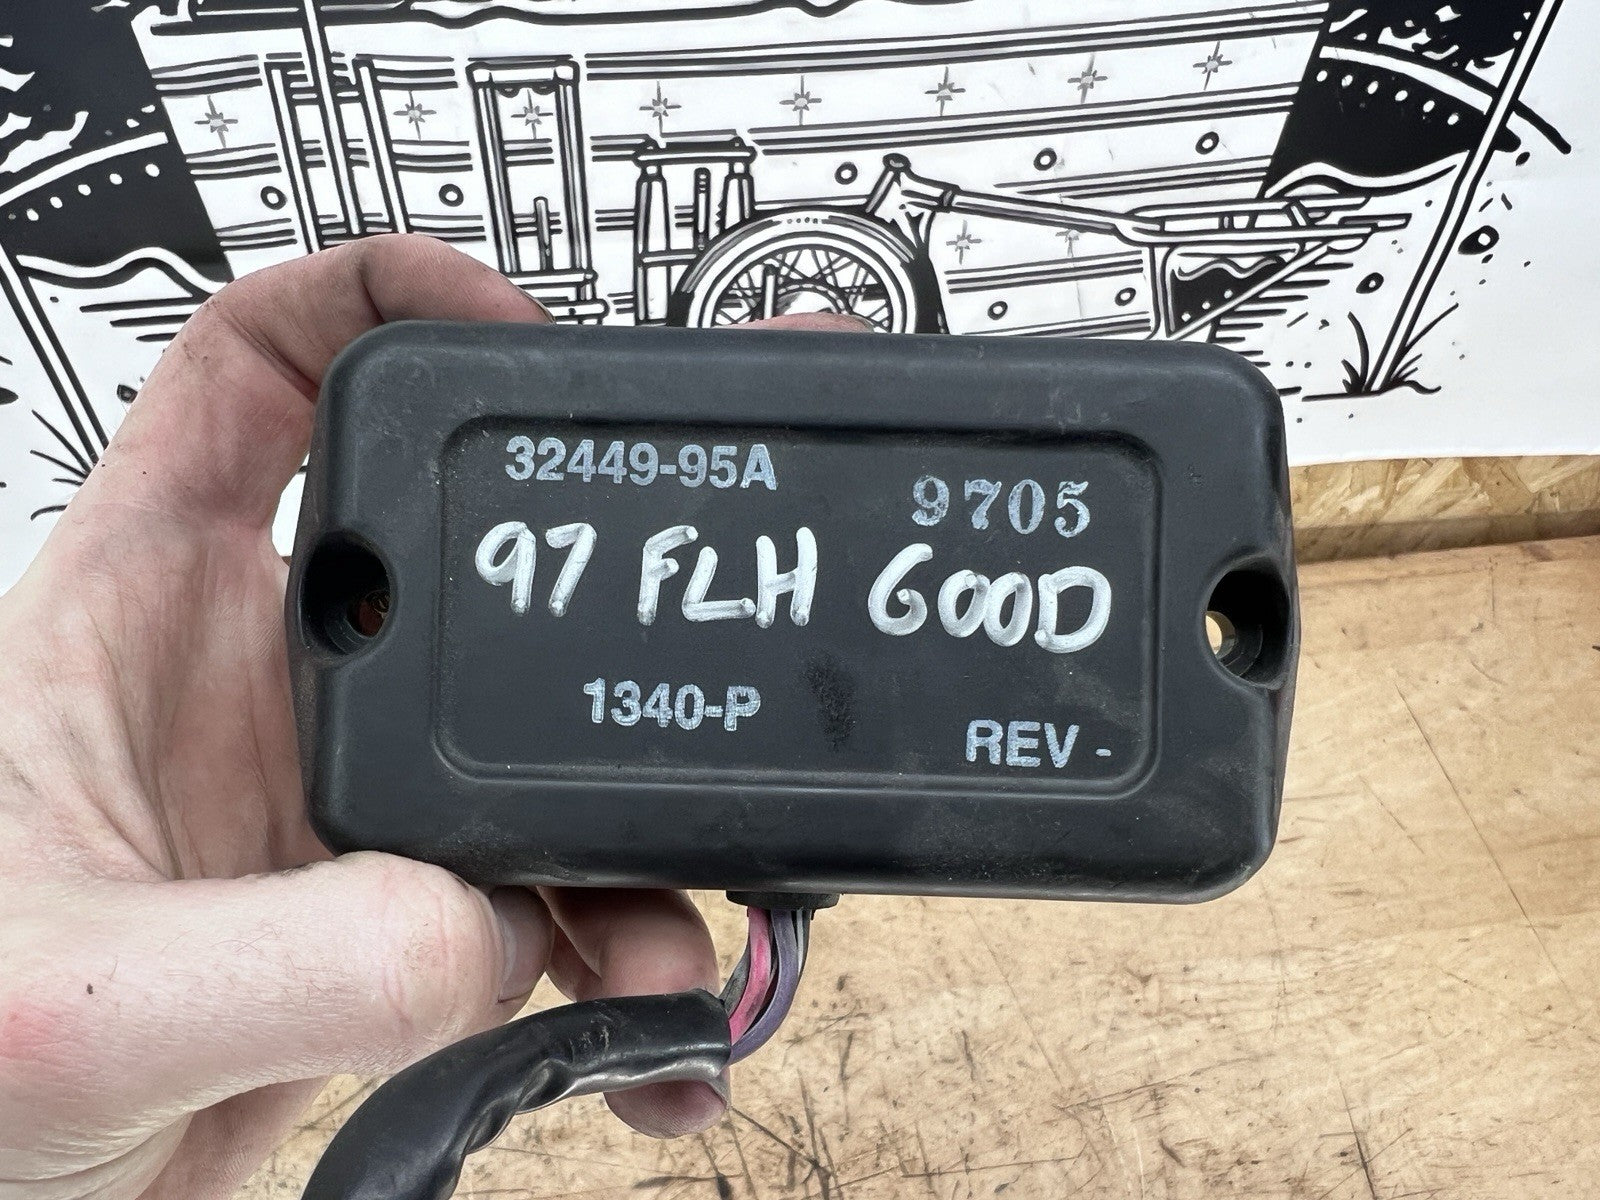 32449-95A
9705
97 FLH GOOD
1340-P
REV -